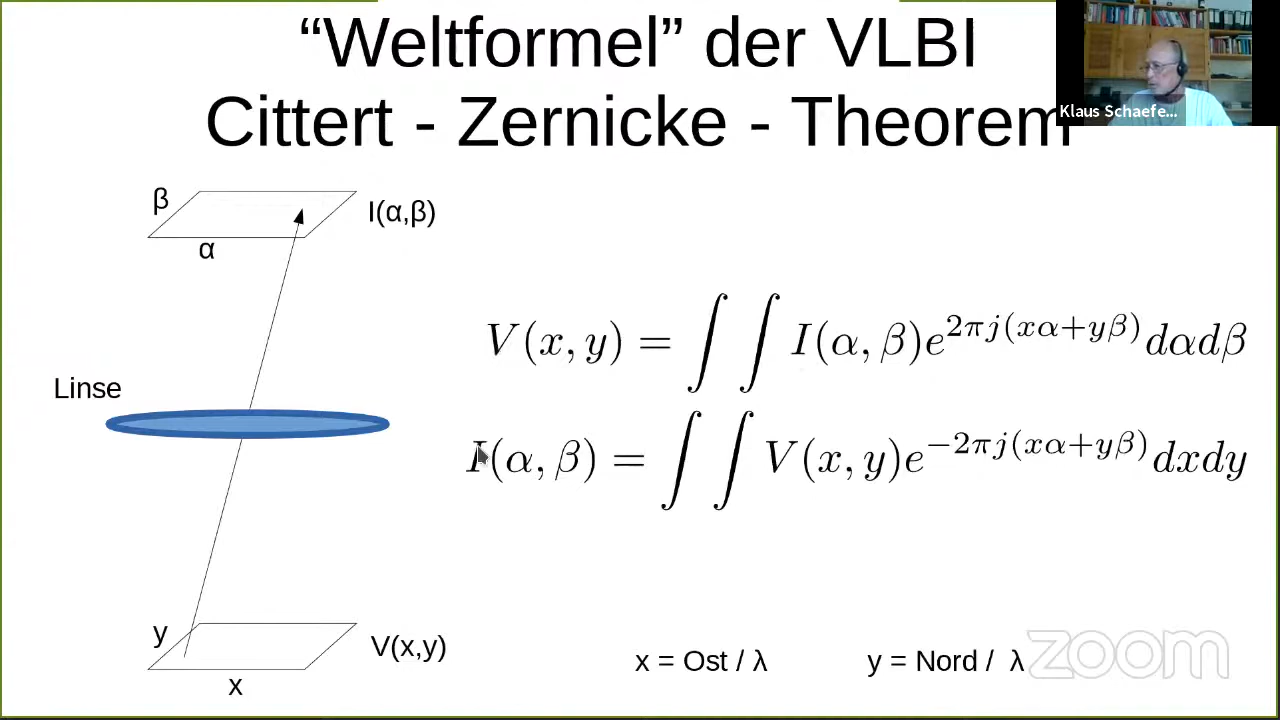 “Weltformel” der VLBI
Cittert - Zernicke - Theorem
Klaus Schaefe...
β
I(α,β)
α
V(x, y) = ∫ ∫ I(α, β)e^{2πj(xα+yβ)}dαdβ
Linse
I(α, β) = ∫ ∫ V(x, y)e^{−2πj(xα+yβ)}dxdy
y
V(x,y)
x
x = Ost / λ
y = Nord / λ
zoom